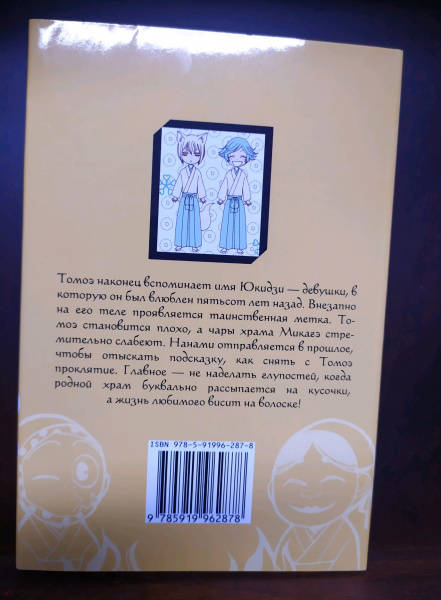 Томоэ наконец вспоминает имя Юкидзи — девушки, в
которую он был влюблен пятьсот лет назад. Внезапно
на его теле проявляется таинственная метка. То-
моэ становится плохо, а чары храма Микагэ стре-
мительно слабеют. Нанами отправляется в прошлое,
чтобы отыскать подсказку, как снять с Томоэ
проклятие. Главное — не наделать глупостей, когда
родной храм буквально рассыпается на кусочки,
а жизнь любимого висит на волоске!
ISBN 978-5-91996-287-8
9 785919 962878